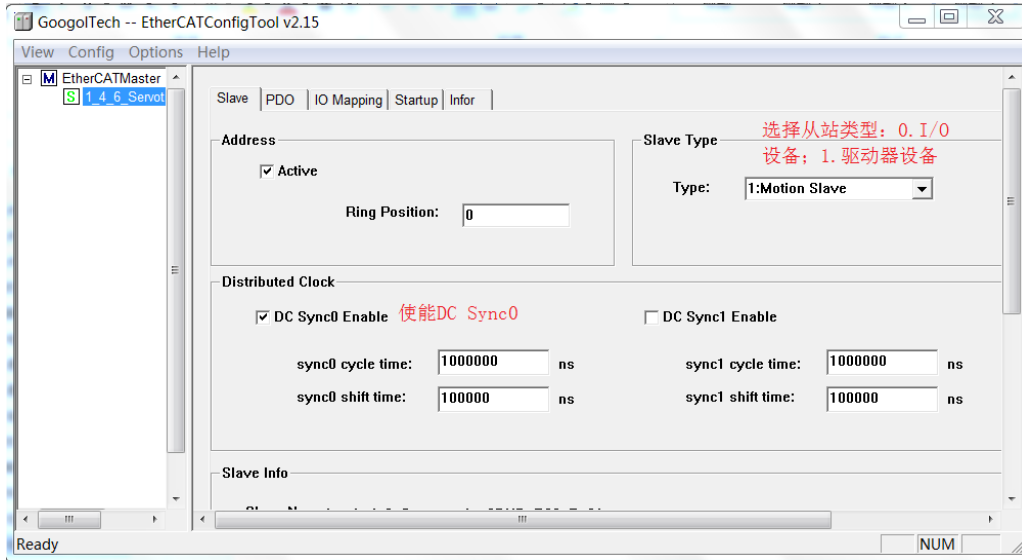 GoogolTech -- EtherCATConfigTool v2.15
View Config Options Help
M EtherCATMaster
S 1_4_6_Servot
Slave PDO IO Mapping Startup Infor
Address
Active
Ring Position: 0
Slave Type
选择从站类型：0.I/O
设备；1.驱动器设备
Type: 1:Motion Slave
Distributed Clock
DC Sync0 Enable 使能DC Sync0
DC Sync1 Enable
sync0 cycle time: 1000000 ns
sync1 cycle time: 1000000 ns
sync0 shift time: 100000 ns
sync1 shift time: 100000 ns
Slave Info
Ready
NUM